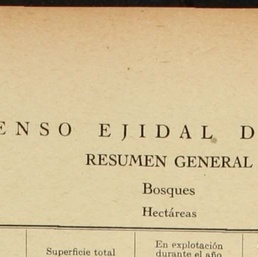 ENSO EJIDAL D
RESUMEN GENERAL
Bosques
Hectáreas
Superficie total
En explotación
durante el año